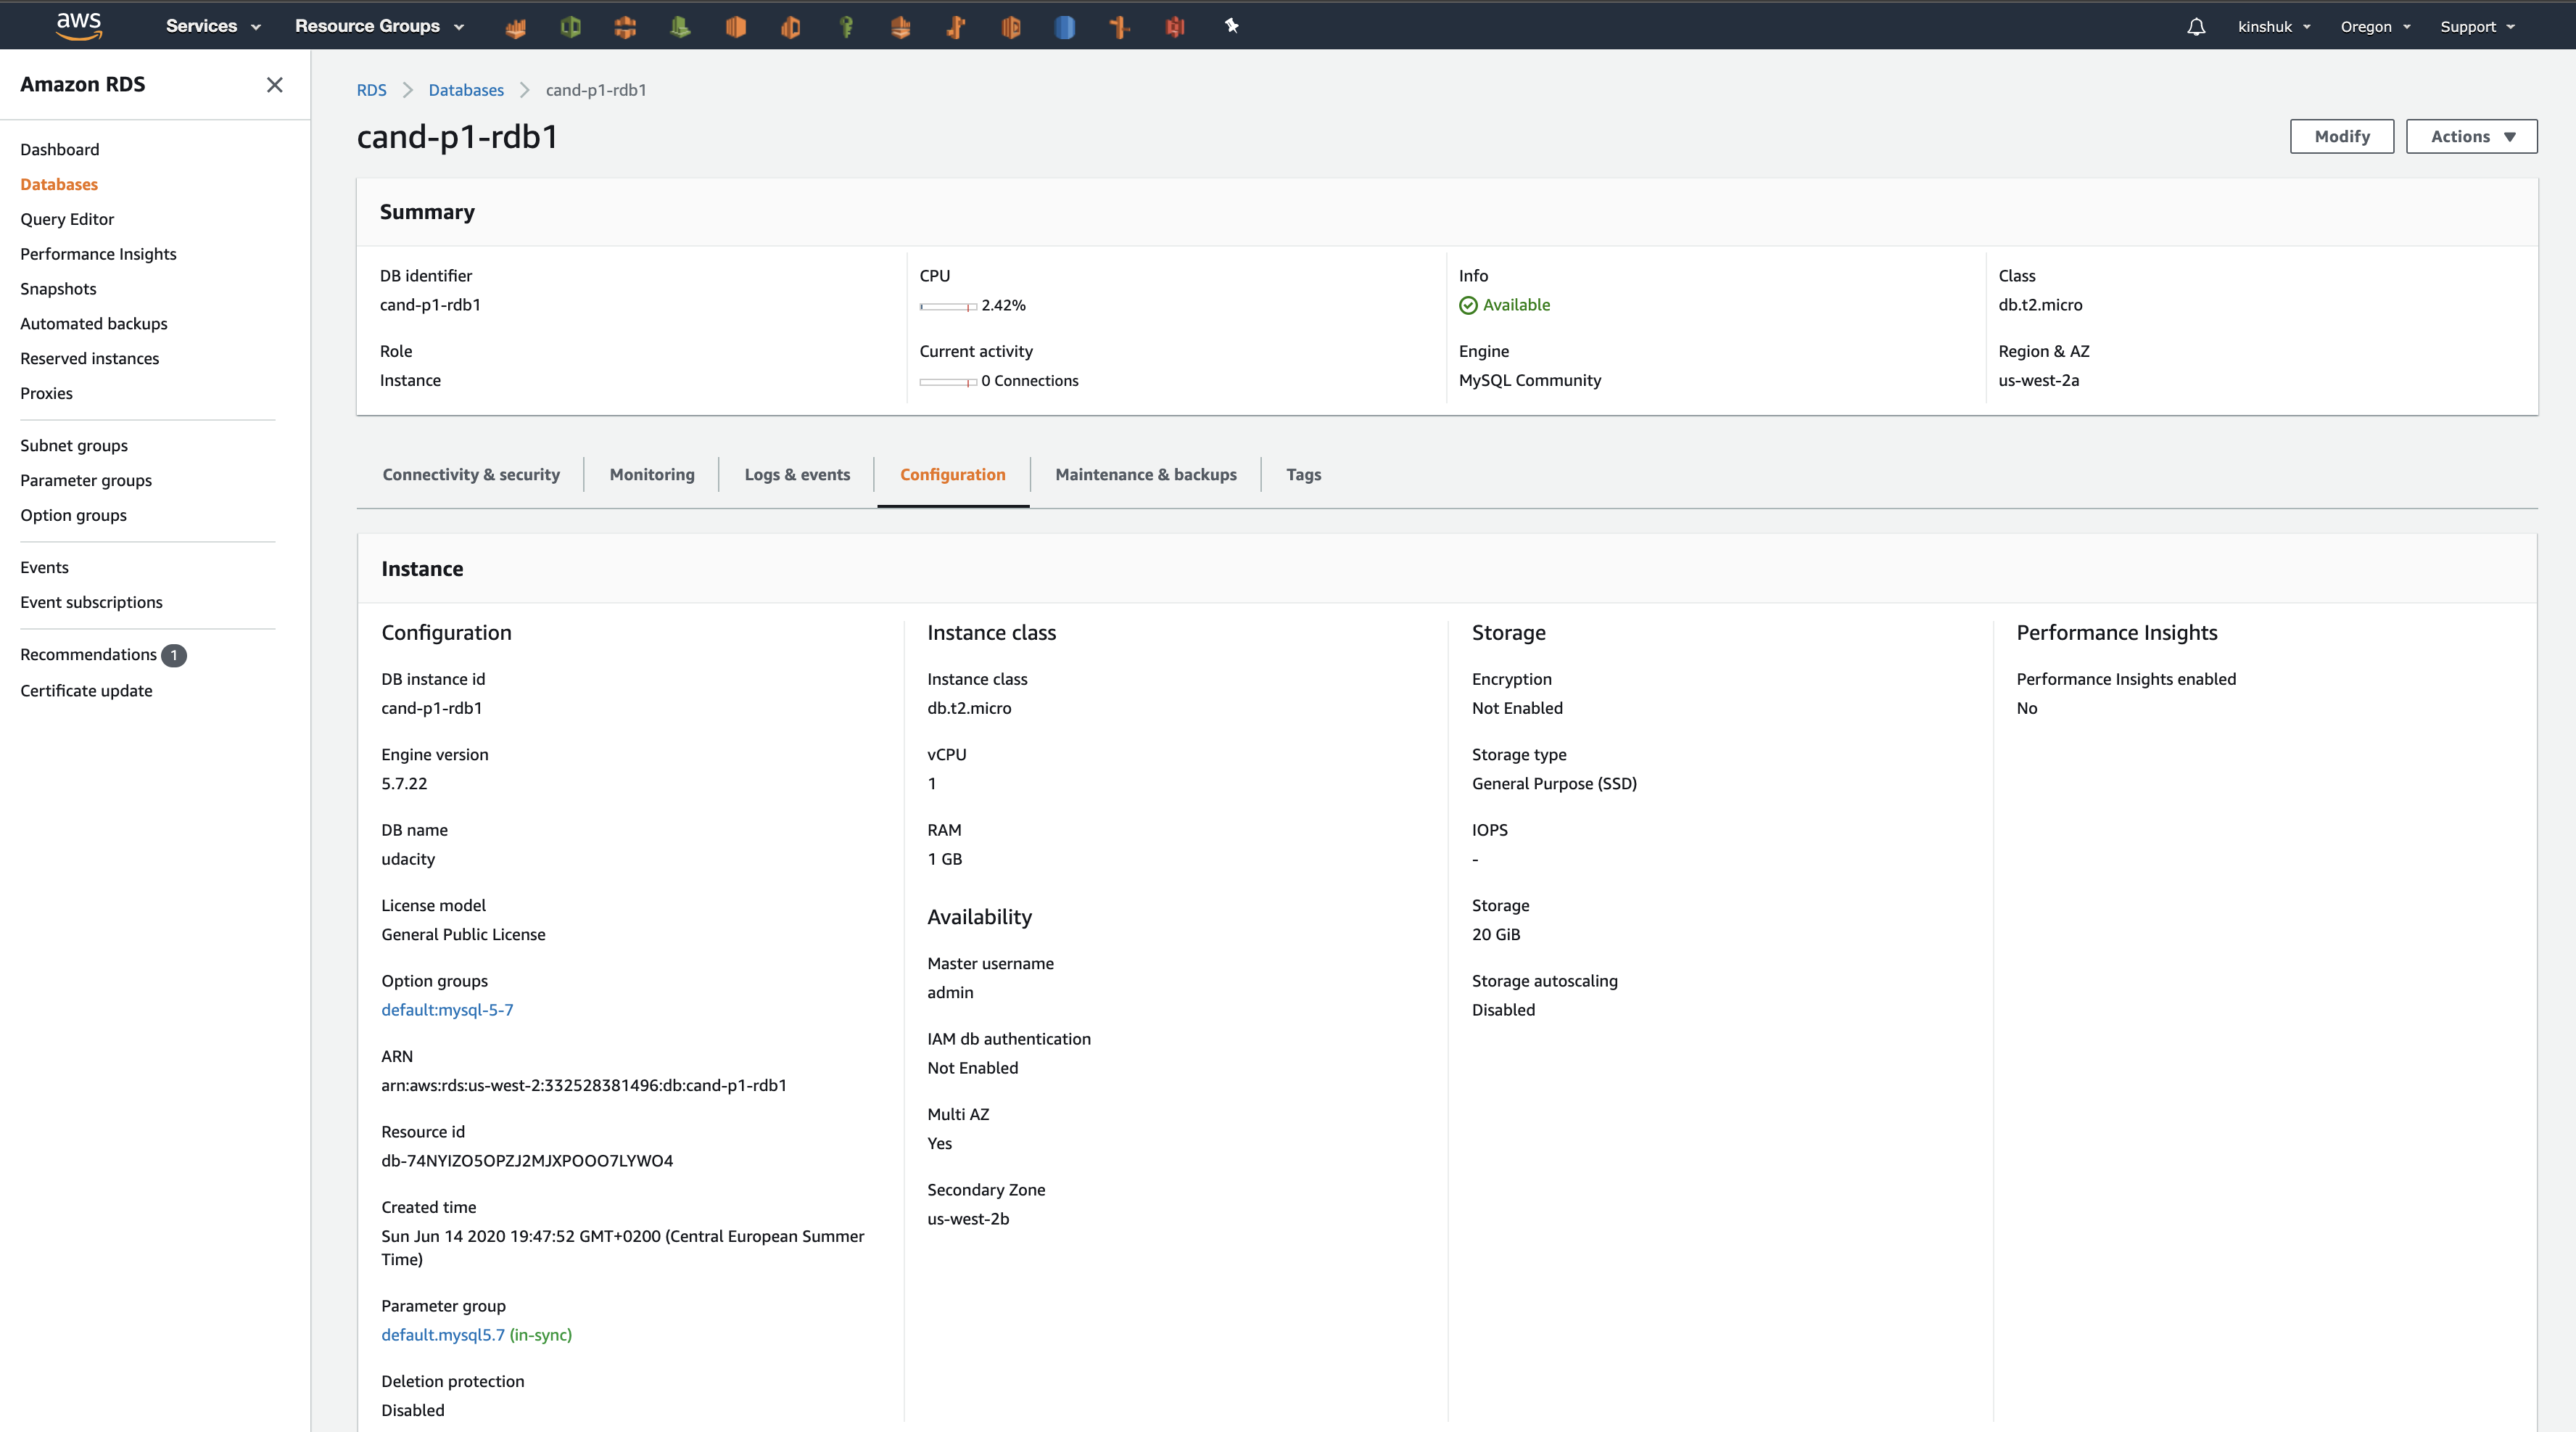 aws
Services
Resource Groups
kinshuk
Oregon
Support
Amazon RDS
Dashboard
Databases
Query Editor
Performance Insights
Snapshots
Automated backups
Reserved instances
Proxies
Subnet groups
Parameter groups
Option groups
Events
Event subscriptions
Recommendations 1
Certificate update
RDS > Databases > cand-p1-rdb1
cand-p1-rdb1
Modify
Actions
Summary
DB identifier
cand-p1-rdb1
Role
Instance
CPU
2.42%
Current activity
0 Connections
Info
Available
Engine
MySQL Community
Class
db.t2.micro
Region & AZ
us-west-2a
Connectivity & security
Monitoring
Logs & events
Configuration
Maintenance & backups
Tags
Instance
Configuration
DB instance id
cand-p1-rdb1
Engine version
5.7.22
DB name
udacity
License model
General Public License
Option groups
default:mysql-5-7
ARN
arn:aws:rds:us-west-2:332528381496:db:cand-p1-rdb1
Resource id
db-74NYIZO5OPZJ2MJXPOOO7LYWO4
Created time
Sun Jun 14 2020 19:47:52 GMT+0200 (Central European Summer
Time)
Parameter group
default.mysql5.7 (in-sync)
Deletion protection
Disabled
Instance class
Instance class
db.t2.micro
vCPU
1
RAM
1 GB
Availability
Master username
admin
IAM db authentication
Not Enabled
Multi AZ
Yes
Secondary Zone
us-west-2b
Storage
Encryption
Not Enabled
Storage type
General Purpose (SSD)
IOPS
-
Storage
20 GiB
Storage autoscaling
Disabled
Performance Insights
Performance Insights enabled
No